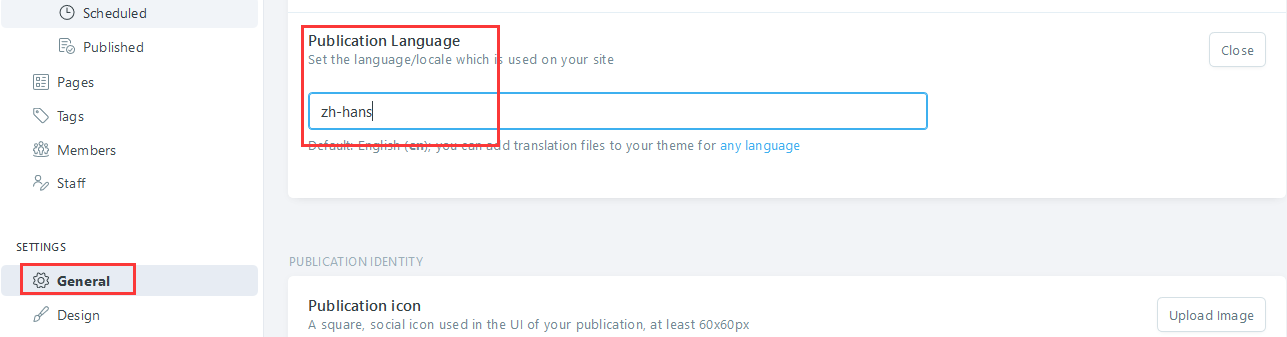 Scheduled
Published
Pages
Tags
Members
Staff
SETTINGS
General
Design
Publication Language
Set the language/locale which is used on your site
Close
zh-hans
Default: English (en); you can add translation files to your theme for any language
PUBLICATION IDENTITY
Publication icon
A square, social icon used in the UI of your publication, at least 60x60px
Upload Image